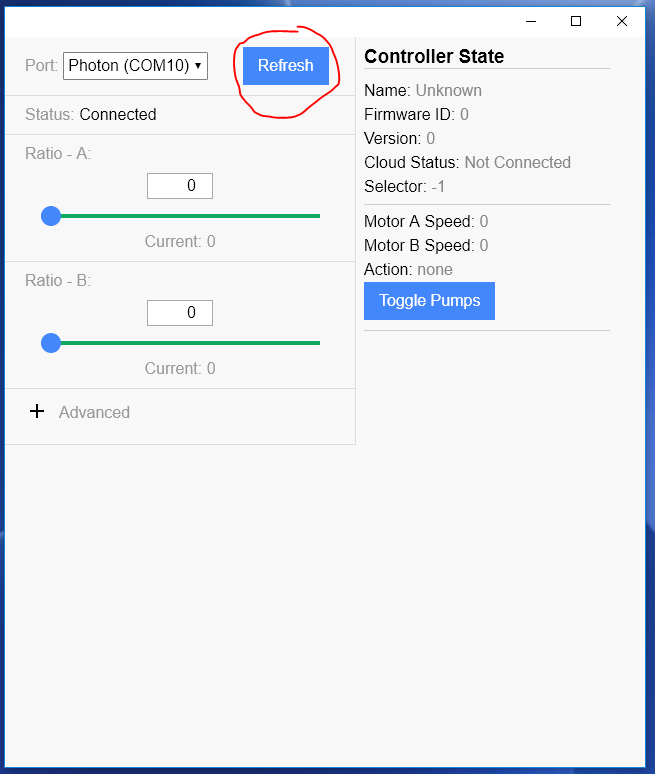 Port: Photon (COM10)
Refresh
Status: Connected
Ratio - A:
0
Current: 0
Ratio - B:
0
Current: 0
+ Advanced
Controller State
Name: Unknown
Firmware ID: 0
Version: 0
Cloud Status: Not Connected
Selector: -1
Motor A Speed: 0
Motor B Speed: 0
Action: none
Toggle Pumps